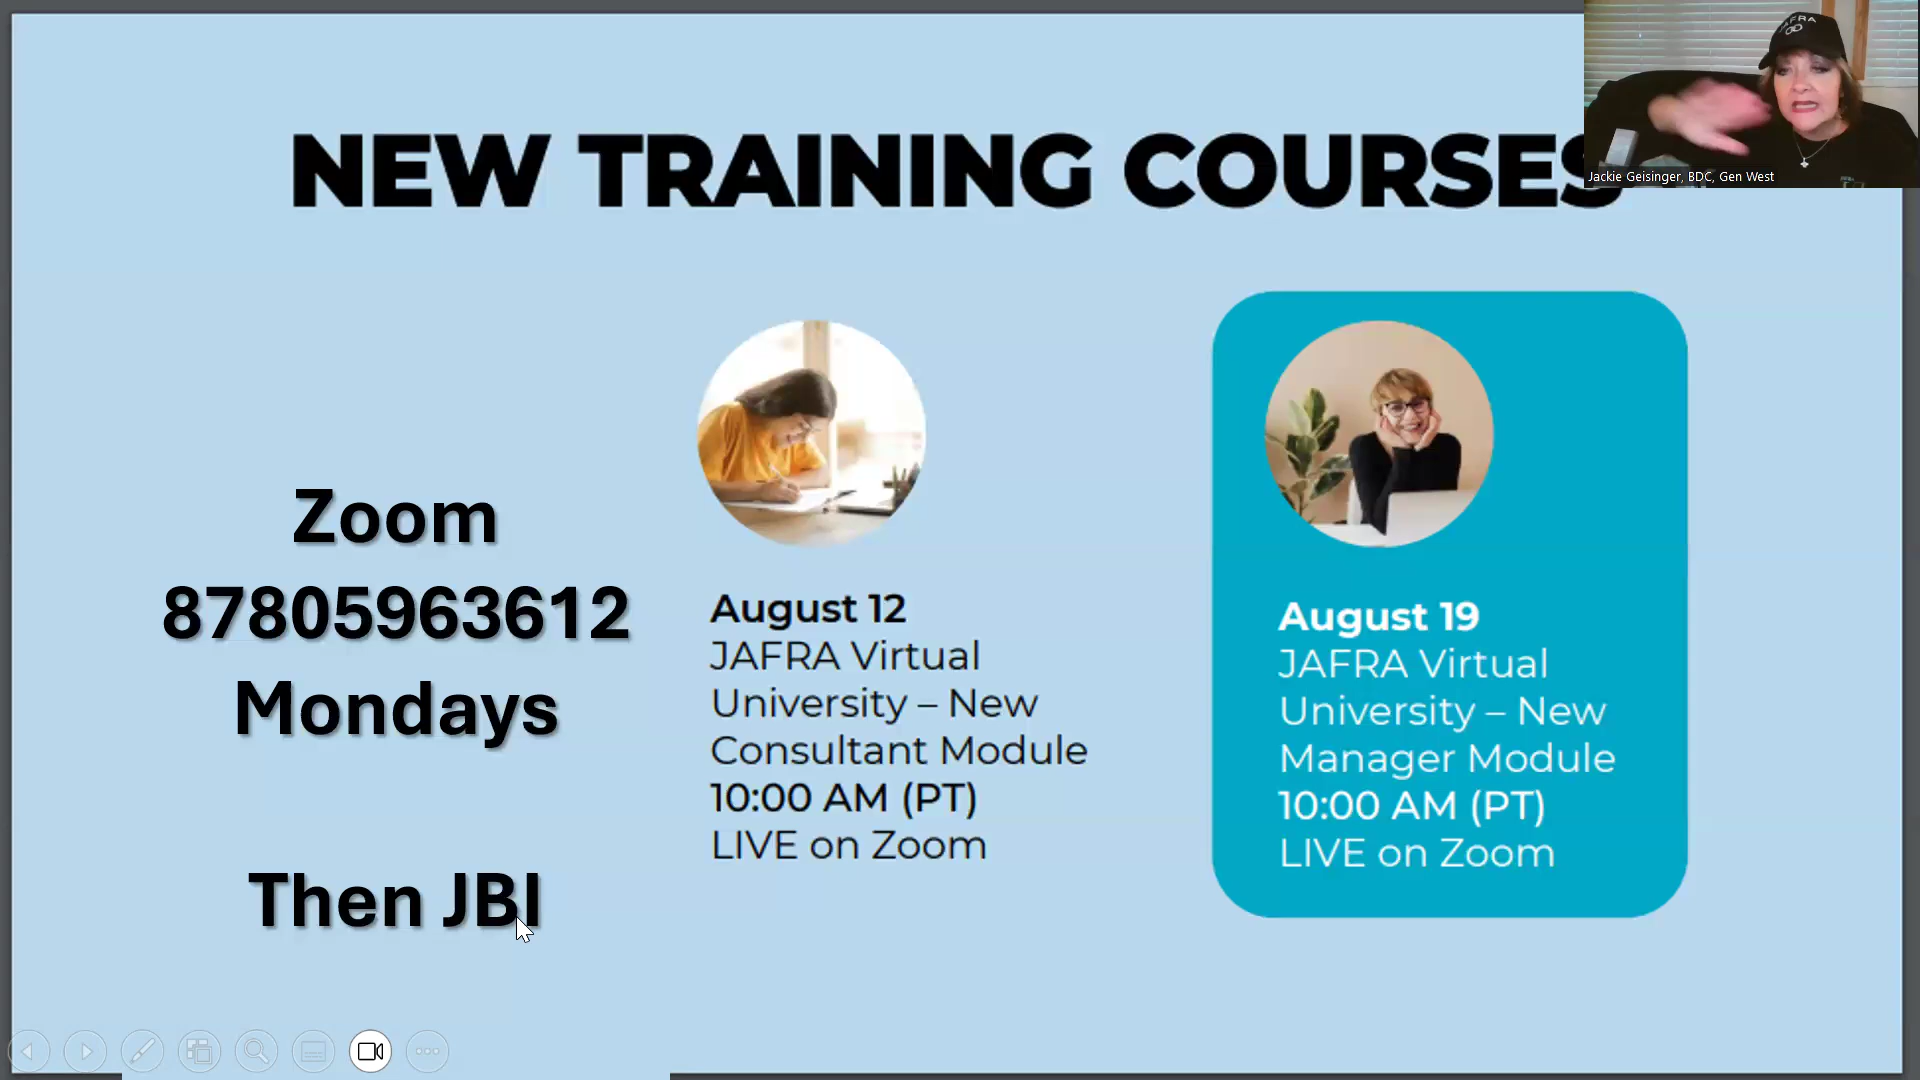 NEW TRAINING COURSES
JAFRA
Jackie Geisinger, BDC, Gen West
Zoom
87805963612
Mondays
Then JBI
August 12
JAFRA Virtual
University – New
Consultant Module
10:00 AM (PT)
LIVE on Zoom
August 19
JAFRA Virtual
University – New
Manager Module
10:00 AM (PT)
LIVE on Zoom